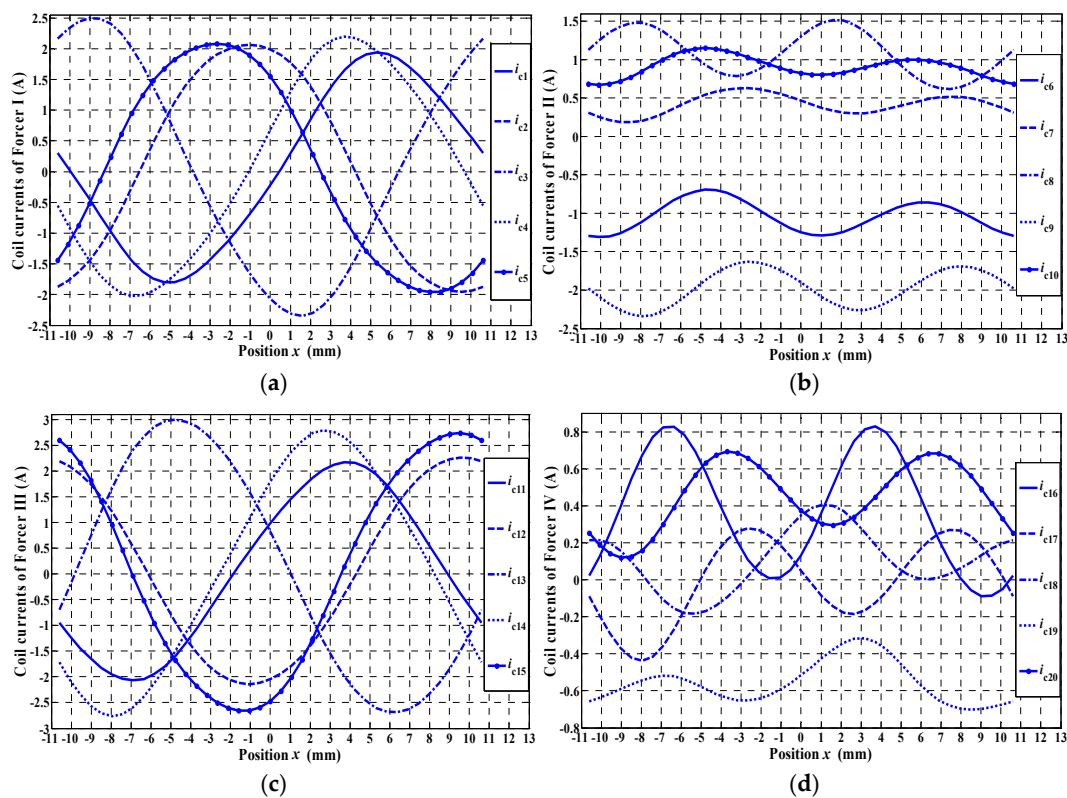 Coil currents of Forcer I (A)
2.5
2
1.5
1
0.5
0
-0.5
-1
-1.5
-2
-2.5
-11 -10 -9 -8 -7 -6 -5 -4 -3 -2 -1 0 1 2 3 4 5 6 7 8 9 10 11 13
Position x (mm)
ic1
ic2
ic3
ic4
ic5
(a)
Coil currents of Forcer II (A)
1.5
1
0.5
0
-0.5
-1
-1.5
-2
-2.5
-11 -10 -9 -8 -7 -6 -5 -4 -3 -2 -1 0 1 2 3 4 5 6 7 8 9 10 11 13
Position x (mm)
ic6
ic7
ic8
ic9
ic10
(b)
Coil currents of Forcer III (A)
3
2.5
2
1.5
1
0.5
0
-0.5
-1
-1.5
-2
-2.5
-3
-11 -10 -9 -8 -7 -6 -5 -4 -3 -2 -1 0 1 2 3 4 5 6 7 8 9 10 11 13
Position x (mm)
ic11
ic12
ic13
ic14
ic15
(c)
Coil currents of Forcer IV (A)
0.8
0.6
0.4
0.2
0
-0.2
-0.4
-0.6
-0.8
-11 -10 -9 -8 -7 -6 -5 -4 -3 -2 -1 0 1 2 3 4 5 6 7 8 9 10 11 13
Position x (mm)
ic16
ic17
ic18
ic19
ic20
(d)